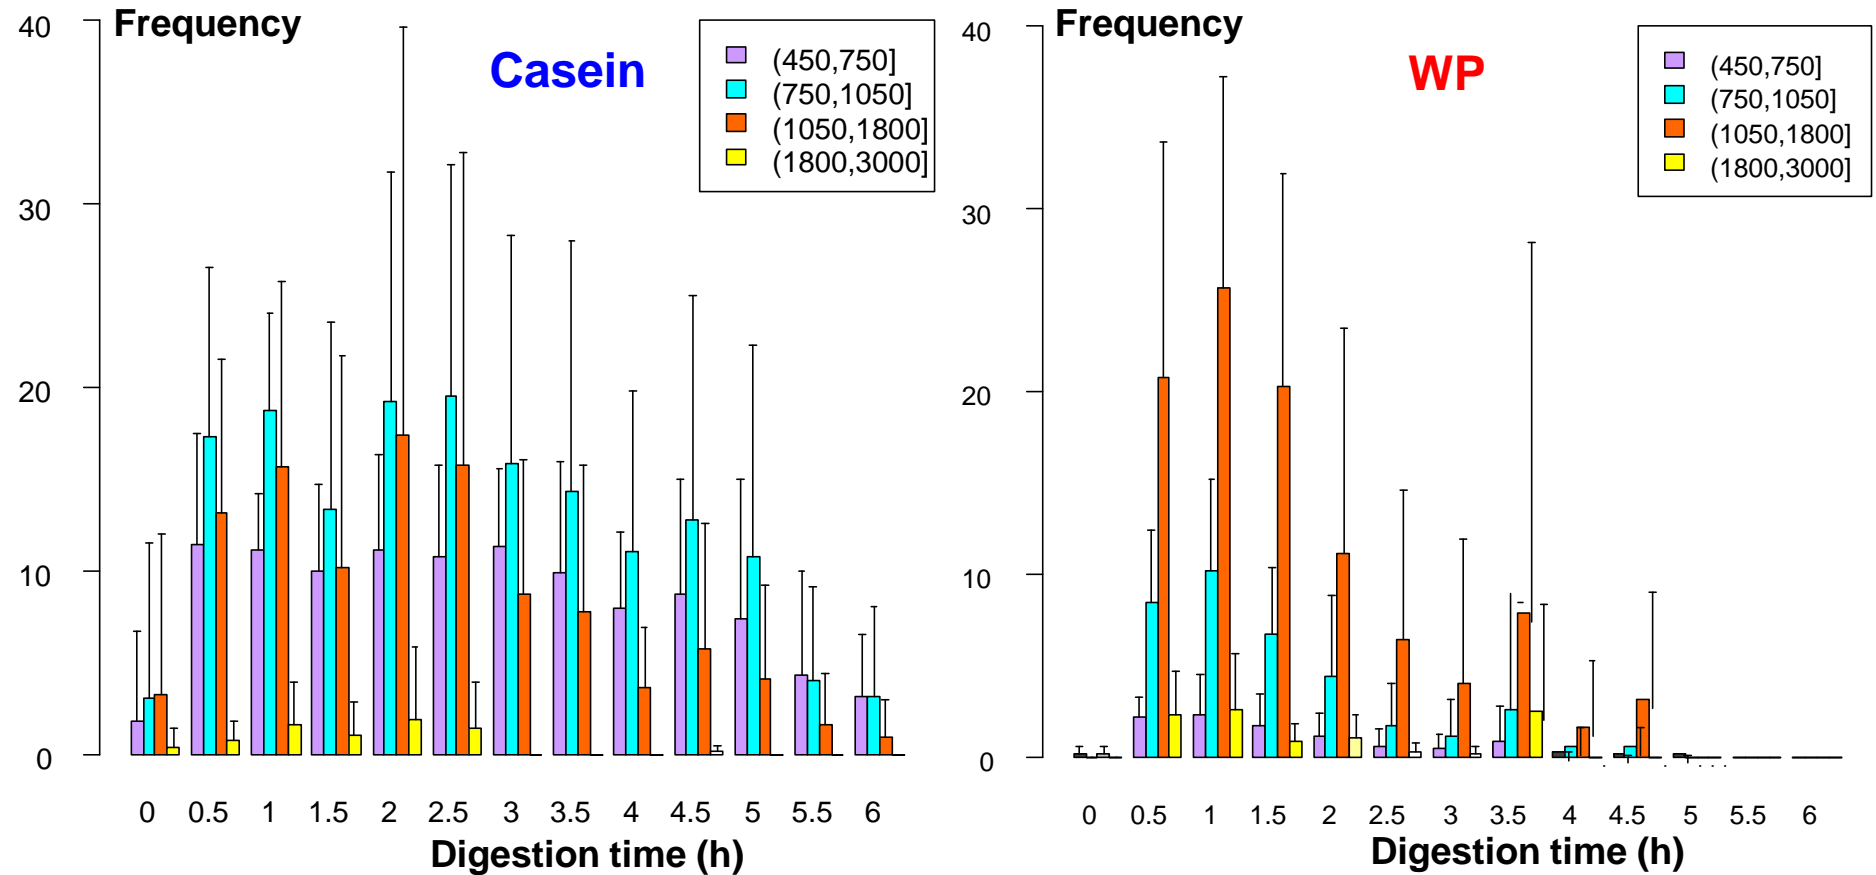 Frequency
Casein
(450,750]
(750,1050]
(1050,1800]
(1800,3000]
40
30
20
10
0
0 0.5 1 1.5 2 2.5 3 3.5 4 4.5 5 5.5 6
Digestion time (h)
Frequency
WP
(450,750]
(750,1050]
(1050,1800]
(1800,3000]
40
30
20
10
0
0 0.5 1 1.5 2 2.5 3 3.5 4 4.5 5 5.5 6
Digestion time (h)